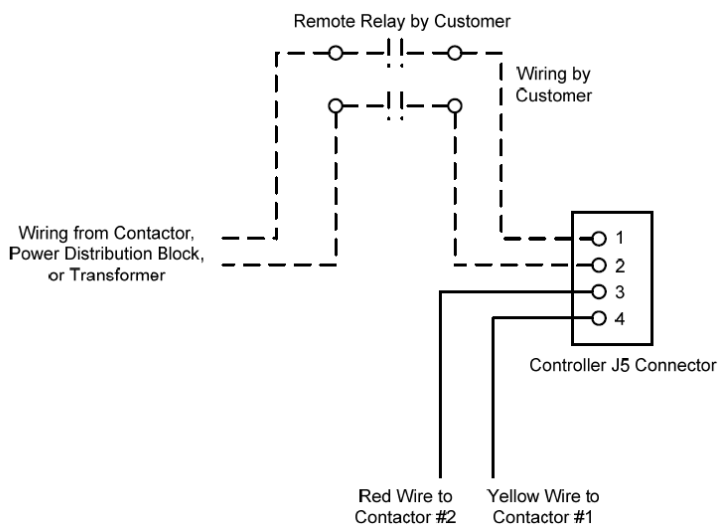 Remote Relay by Customer
Wiring by
Customer
Wiring from Contactor,
Power Distribution Block,
or Transformer
1
2
3
4
Controller J5 Connector
Red Wire to
Contactor #2
Yellow Wire to
Contactor #1